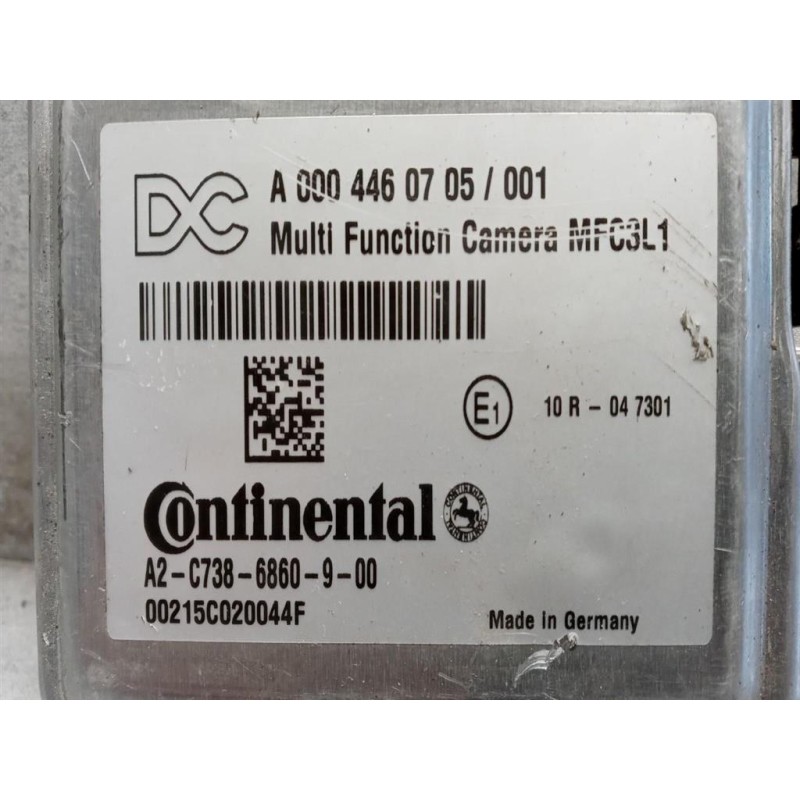 DC
A 000 446 07 05 / 001
Multi Function Camera MFC3L1
E1
10 R - 04 7301
Continental
CONTINENTAL
A2-C738-6860-9-00
00215C020044F
Made in Germany